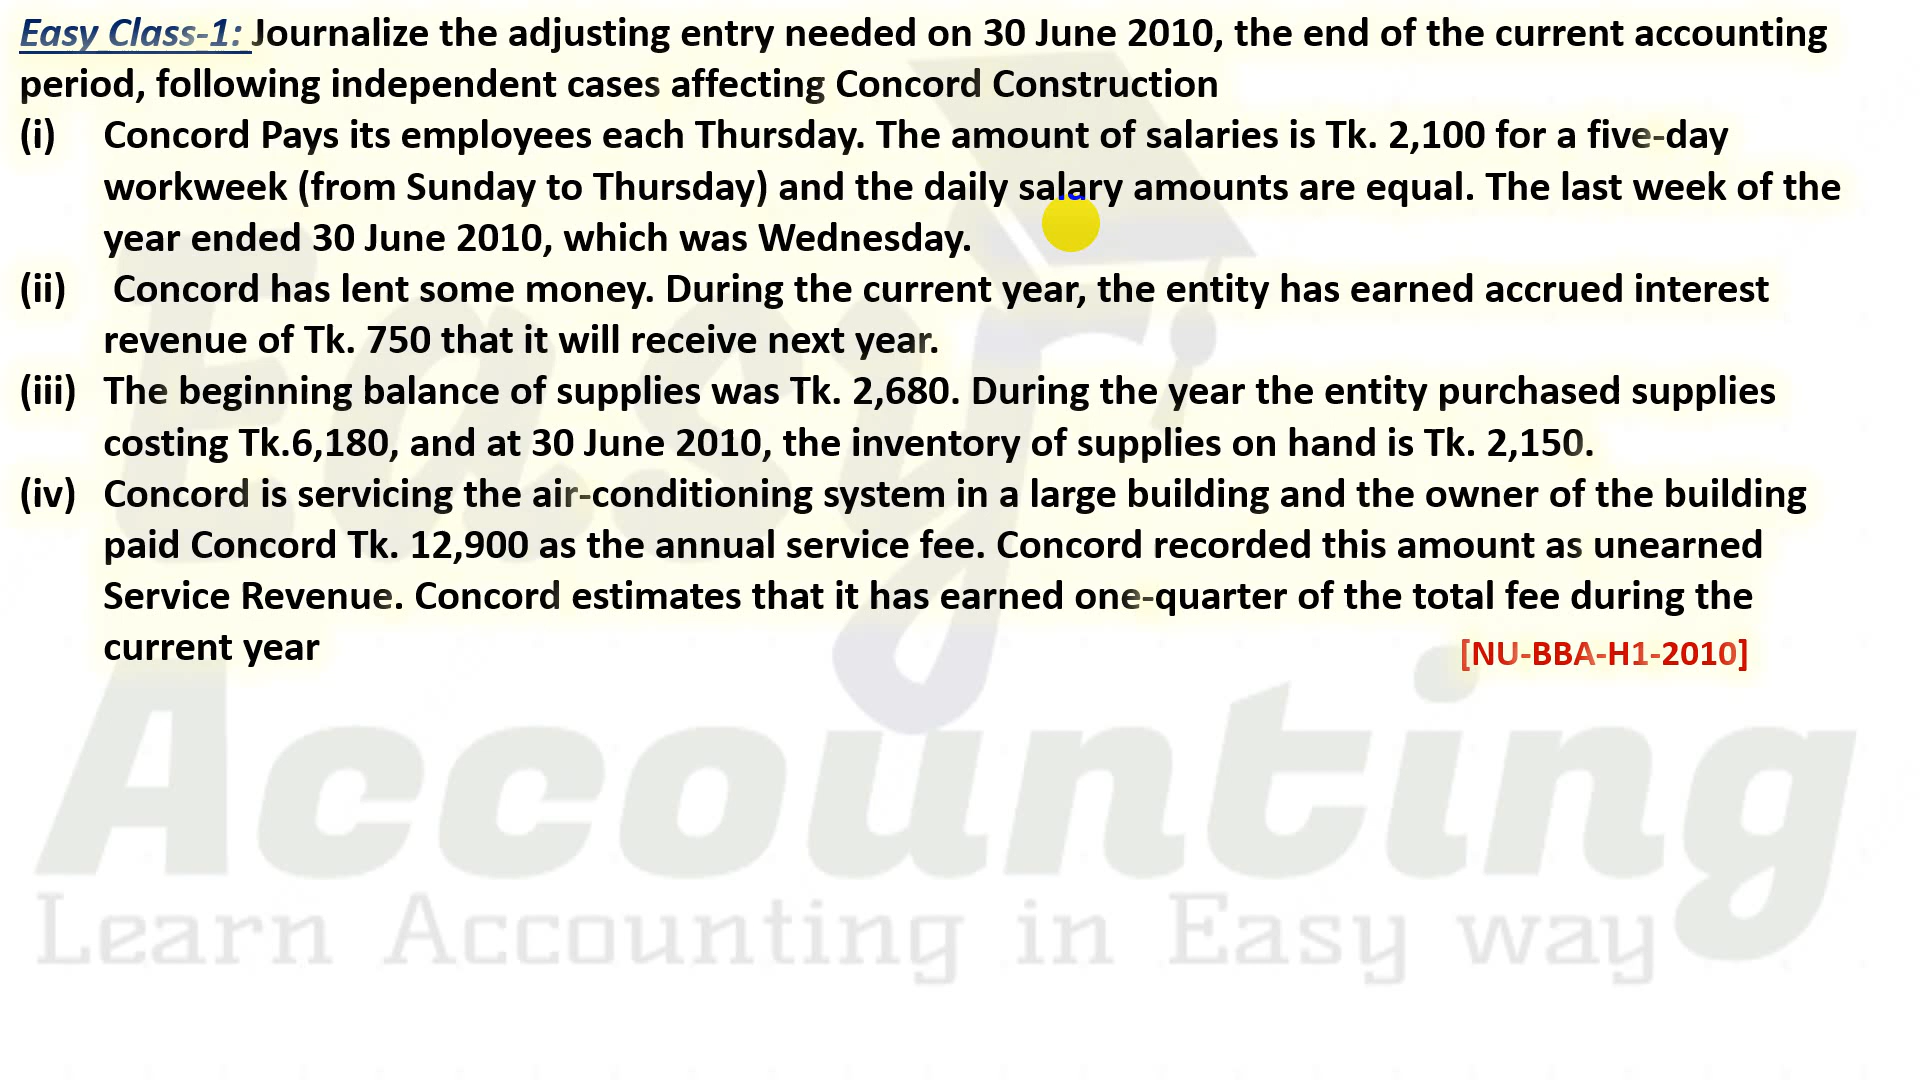 Easy Class-1: Journalize the adjusting entry needed on 30 June 2010, the end of the current accounting
period, following independent cases affecting Concord Construction
(i) Concord Pays its employees each Thursday. The amount of salaries is Tk. 2,100 for a five-day
workweek (from Sunday to Thursday) and the daily salary amounts are equal. The last week of the
year ended 30 June 2010, which was Wednesday.
(ii) Concord has lent some money. During the current year, the entity has earned accrued interest
revenue of Tk. 750 that it will receive next year.
(iii) The beginning balance of supplies was Tk. 2,680. During the year the entity purchased supplies
costing Tk.6,180, and at 30 June 2010, the inventory of supplies on hand is Tk. 2,150.
(iv) Concord is servicing the air-conditioning system in a large building and the owner of the building
paid Concord Tk. 12,900 as the annual service fee. Concord recorded this amount as unearned
Service Revenue. Concord estimates that it has earned one-quarter of the total fee during the
current year [NU-BBA-H1-2010]
Easy
Accounting
Learn Accounting in Easy way